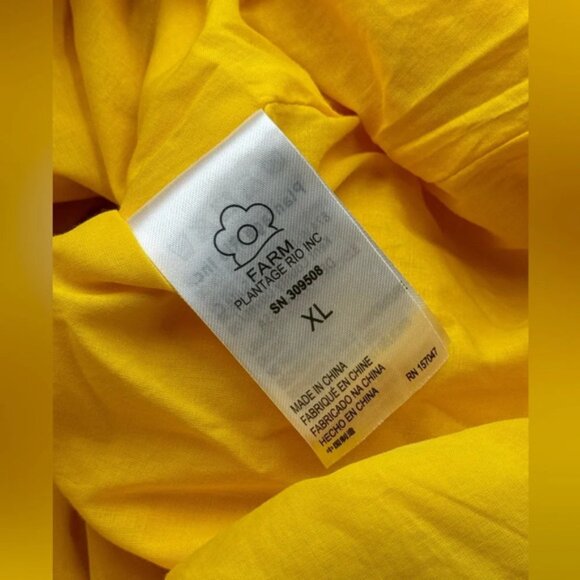 FARM
PLANTAGE RIO INC
SN 309508
XL
MADE IN CHINA
FABRIQUÉ EN CHINE
FABRICADO NA CHINA
HECHO EN CHINA
中国制造
RN 157047